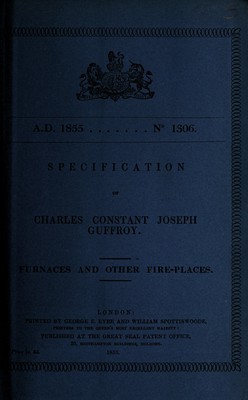 A.D. 1855 . . . . . . . Nº 1306.
SPECIFICATION
OF
CHARLES CONSTANT JOSEPH
GUFFROY.
FURNACES AND OTHER FIRE-PLACES.
LONDON:
PRINTED BY GEORGE E. EYRE AND WILLIAM SPOTTISWOODE,
PRINTERS TO THE QUEEN'S MOST EXCELLENT MAJESTY:
PUBLISHED AT THE GREAT SEAL PATENT OFFICE,
25, SOUTHAMPTON BUILDINGS, HOLBORN.
1855.